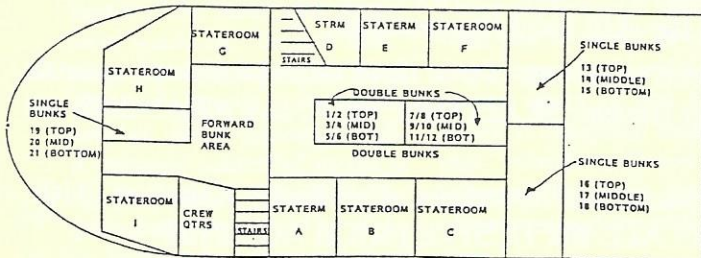 STATEROOM
G
STATEROOM
H
STRM
D
STATERM
E
STATEROOM
F
STAIRS
SINGLE BUNKS
13 (TOP)
14 (MIDDLE)
15 (BOTTOM)
SINGLE
BUNKS
19 (TOP)
20 (MID)
21 (BOTTOM)
FORWARD
BUNK
AREA
DOUBLE BUNKS
1/2 (TOP)
3/4 (MID)
5/6 (BOT)
7/8 (TOP)
9/10 (MID)
11/12 (BOT)
DOUBLE BUNKS
SINGLE BUNKS
16 (TOP)
17 (MIDDLE)
18 (BOTTOM)
STATEROOM
I
CREW
QTRS
STAIRS
STATERM
A
STATEROOM
B
STATEROOM
C